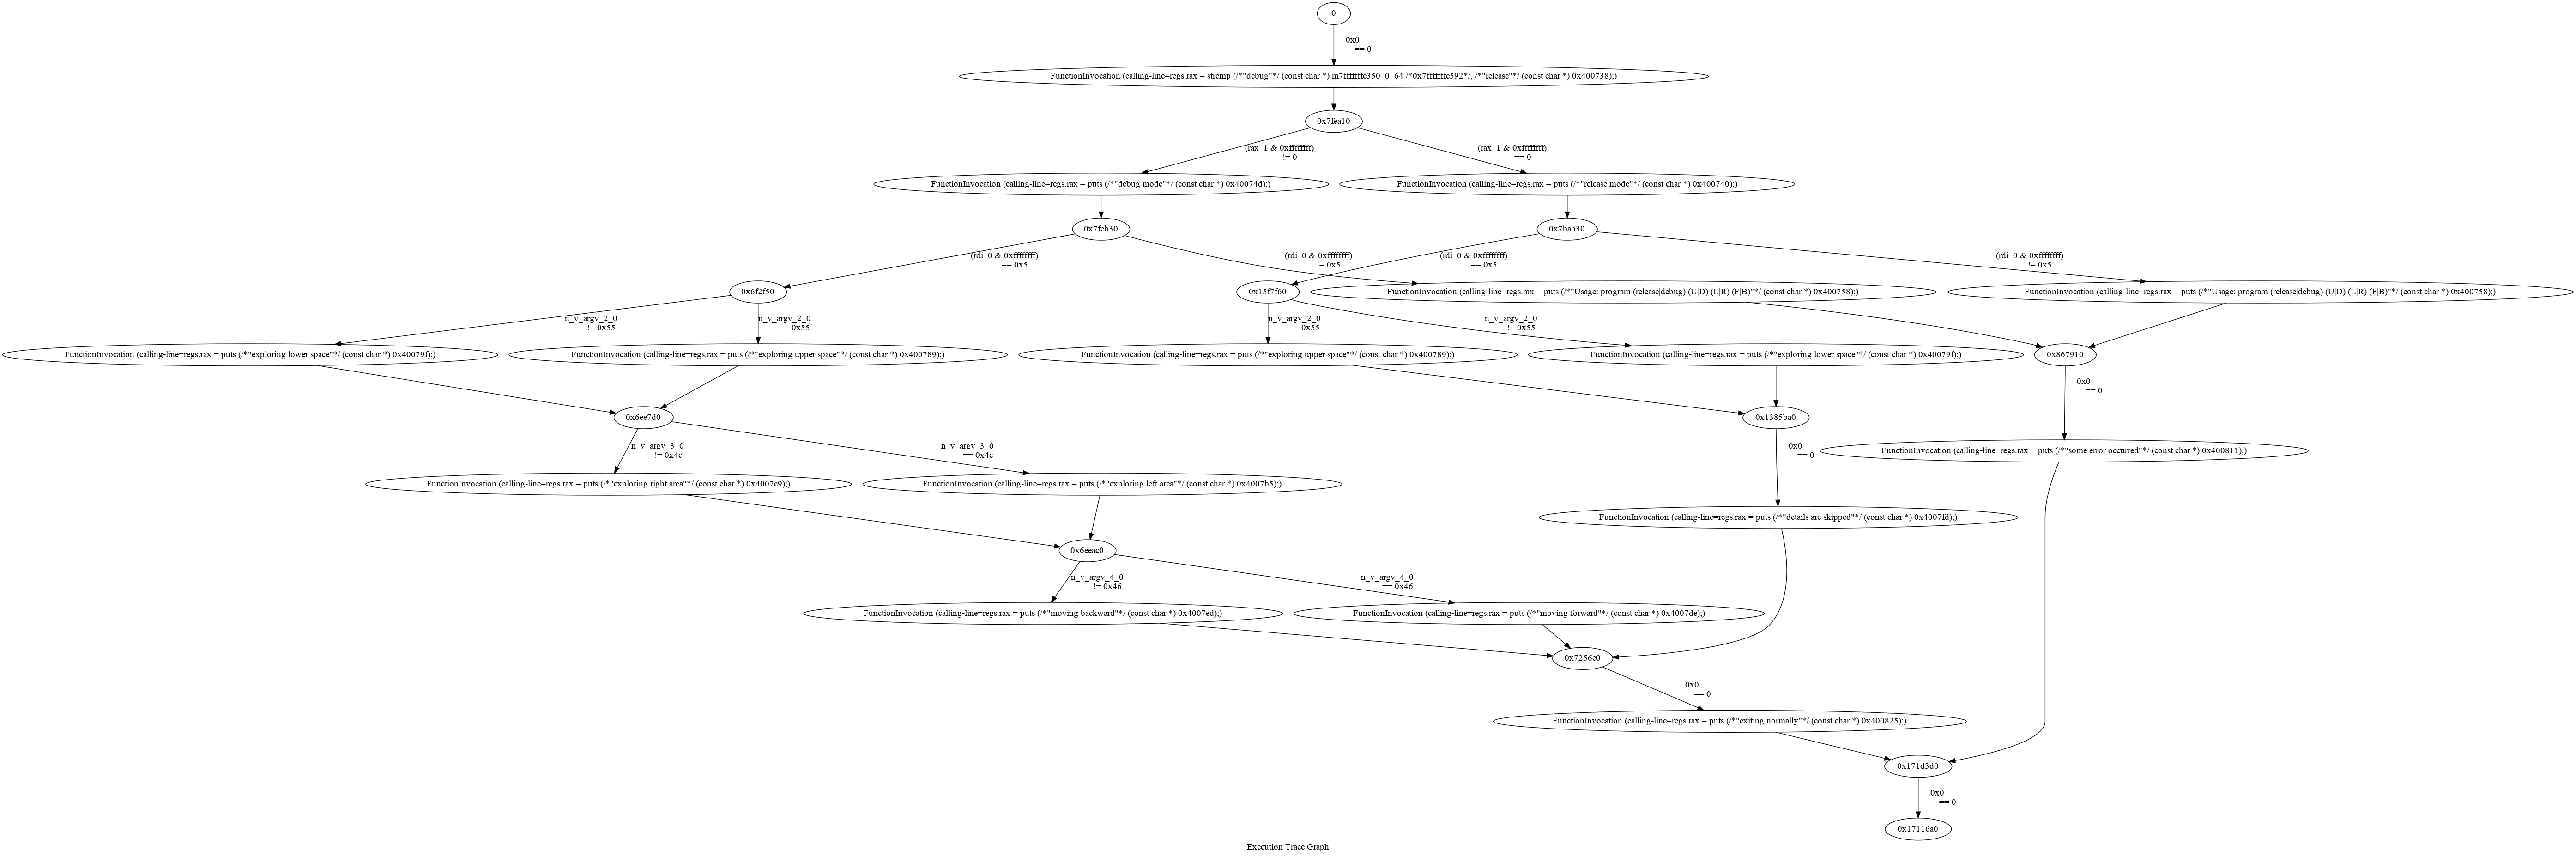 0
0x0
== 0
FunctionInvocation (calling-line=regs.rax = strcmp (/*"debug"*/ (const char *) m7fffffffe350_0_64 /*0x7fffffffe592*/, /*"release"*/ (const char *) 0x400738);)
0x7fea10
(rax_1 & 0xffffffff)
!= 0
(rax_1 & 0xffffffff)
== 0
FunctionInvocation (calling-line=regs.rax = puts (/*"debug mode"*/ (const char *) 0x40074d);)
FunctionInvocation (calling-line=regs.rax = puts (/*"release mode"*/ (const char *) 0x400740);)
0x7feb30
0x7bab30
(rdi_0 & 0xffffffff)
== 0x5
(rdi_0 & 0xffffffff)
!= 0x5
(rdi_0 & 0xffffffff)
== 0x5
(rdi_0 & 0xffffffff)
!= 0x5
0x6f2f50
0x15f7f60
FunctionInvocation (calling-line=regs.rax = puts (/*"Usage: program (release|debug) (U|D) (L|R) (F|B)"*/ (const char *) 0x400758);)
FunctionInvocation (calling-line=regs.rax = puts (/*"Usage: program (release|debug) (U|D) (L|R) (F|B)"*/ (const char *) 0x400758);)
n_v_argv_2_0
!= 0x55
n_v_argv_2_0
== 0x55
n_v_argv_2_0
== 0x55
n_v_argv_2_0
!= 0x55
FunctionInvocation (calling-line=regs.rax = puts (/*"exploring lower space"*/ (const char *) 0x40079f);)
FunctionInvocation (calling-line=regs.rax = puts (/*"exploring upper space"*/ (const char *) 0x400789);)
FunctionInvocation (calling-line=regs.rax = puts (/*"exploring upper space"*/ (const char *) 0x400789);)
FunctionInvocation (calling-line=regs.rax = puts (/*"exploring lower space"*/ (const char *) 0x40079f);)
0x867910
0x0
== 0
0x6ee7d0
0x1385ba0
n_v_argv_3_0
!= 0x4c
n_v_argv_3_0
== 0x4c
0x0
== 0
FunctionInvocation (calling-line=regs.rax = puts (/*"some error occurred"*/ (const char *) 0x400811);)
FunctionInvocation (calling-line=regs.rax = puts (/*"exploring right area"*/ (const char *) 0x4007c9);)
FunctionInvocation (calling-line=regs.rax = puts (/*"exploring left area"*/ (const char *) 0x4007b5);)
FunctionInvocation (calling-line=regs.rax = puts (/*"details are skipped"*/ (const char *) 0x4007fd);)
0x6eeac0
n_v_argv_4_0
!= 0x46
n_v_argv_4_0
== 0x46
FunctionInvocation (calling-line=regs.rax = puts (/*"moving backward"*/ (const char *) 0x4007ed);)
FunctionInvocation (calling-line=regs.rax = puts (/*"moving forward"*/ (const char *) 0x4007de);)
0x7256e0
0x0
== 0
FunctionInvocation (calling-line=regs.rax = puts (/*"exiting normally"*/ (const char *) 0x400825);)
0x171d3d0
0x0
== 0
0x17116a0
Execution Trace Graph